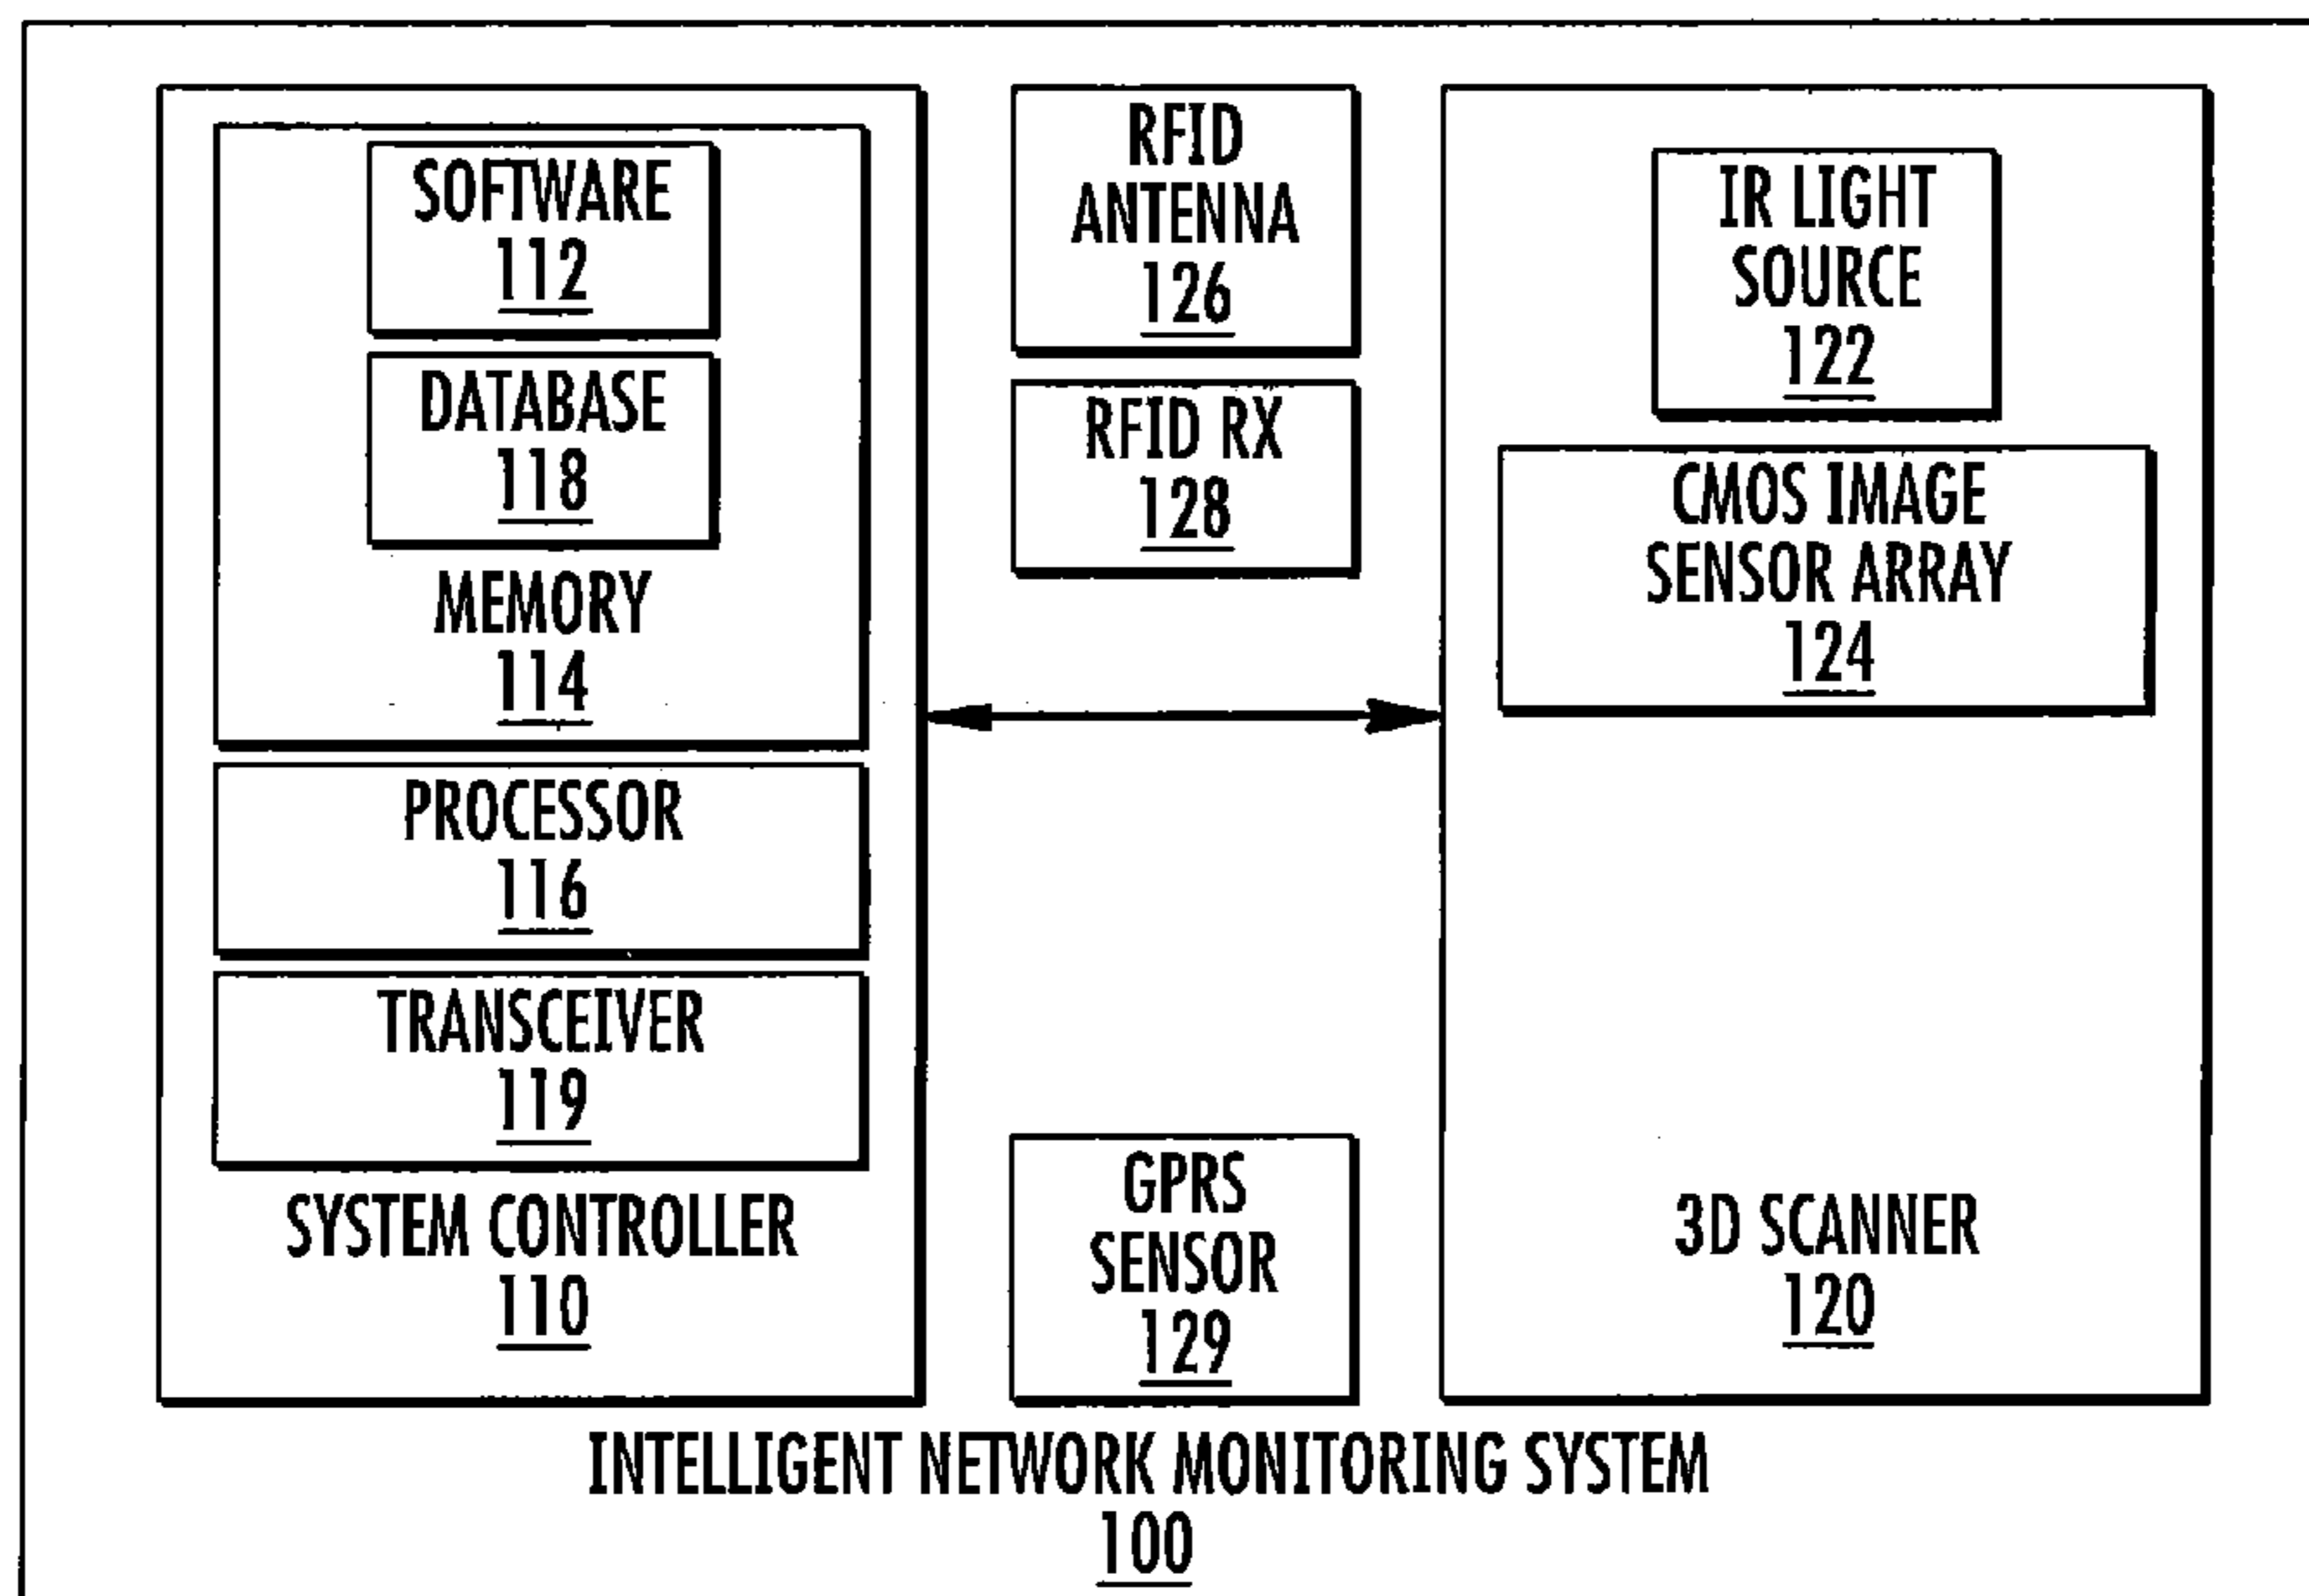 SOFTWARE
112
DATABASE
118
MEMORY
114
PROCESSOR
116
TRANSCEIVER
119
SYSTEM CONTROLLER
110
RFID
ANTENNA
126
RFID RX
128
GPRS
SENSOR
129
IR LIGHT
SOURCE
122
CMOS IMAGE
SENSOR ARRAY
124
3D SCANNER
120
INTELLIGENT NETWORK MONITORING SYSTEM
100